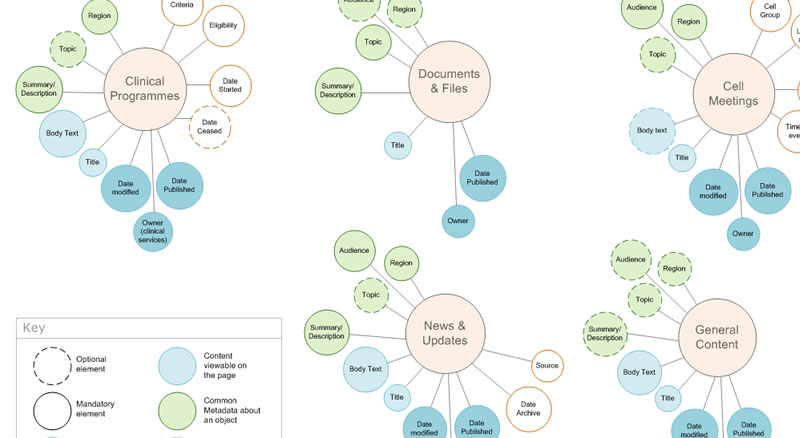 Criteria
Region
Eligibility
Topic
Clinical
Programmes
Summary/
Description
Date
Started
Date
Ceased
Body Text
Title
Date
modified
Date
Published
Owner
(clinical
services)
Audience
Region
Topic
Documents
& Files
Summary/
Description
Title
Date
Published
Owner
Audience
Region
Cell
Group
Topic
Cell
Meetings
Body text
Title
Date
modified
Date
Published
Owner
Audience
Region
Topic
News &
Updates
Summary/
Description
Body Text
Title
Source
Date
Archive
Date
modified
Date
Published
Audience
Region
Topic
General
Content
Summary/
Description
Body Text
Title
Date
modified
Date
Published
Key
Optional
element
Content
viewable on
the page
Mandatory
element
Common
Metadata about
an object